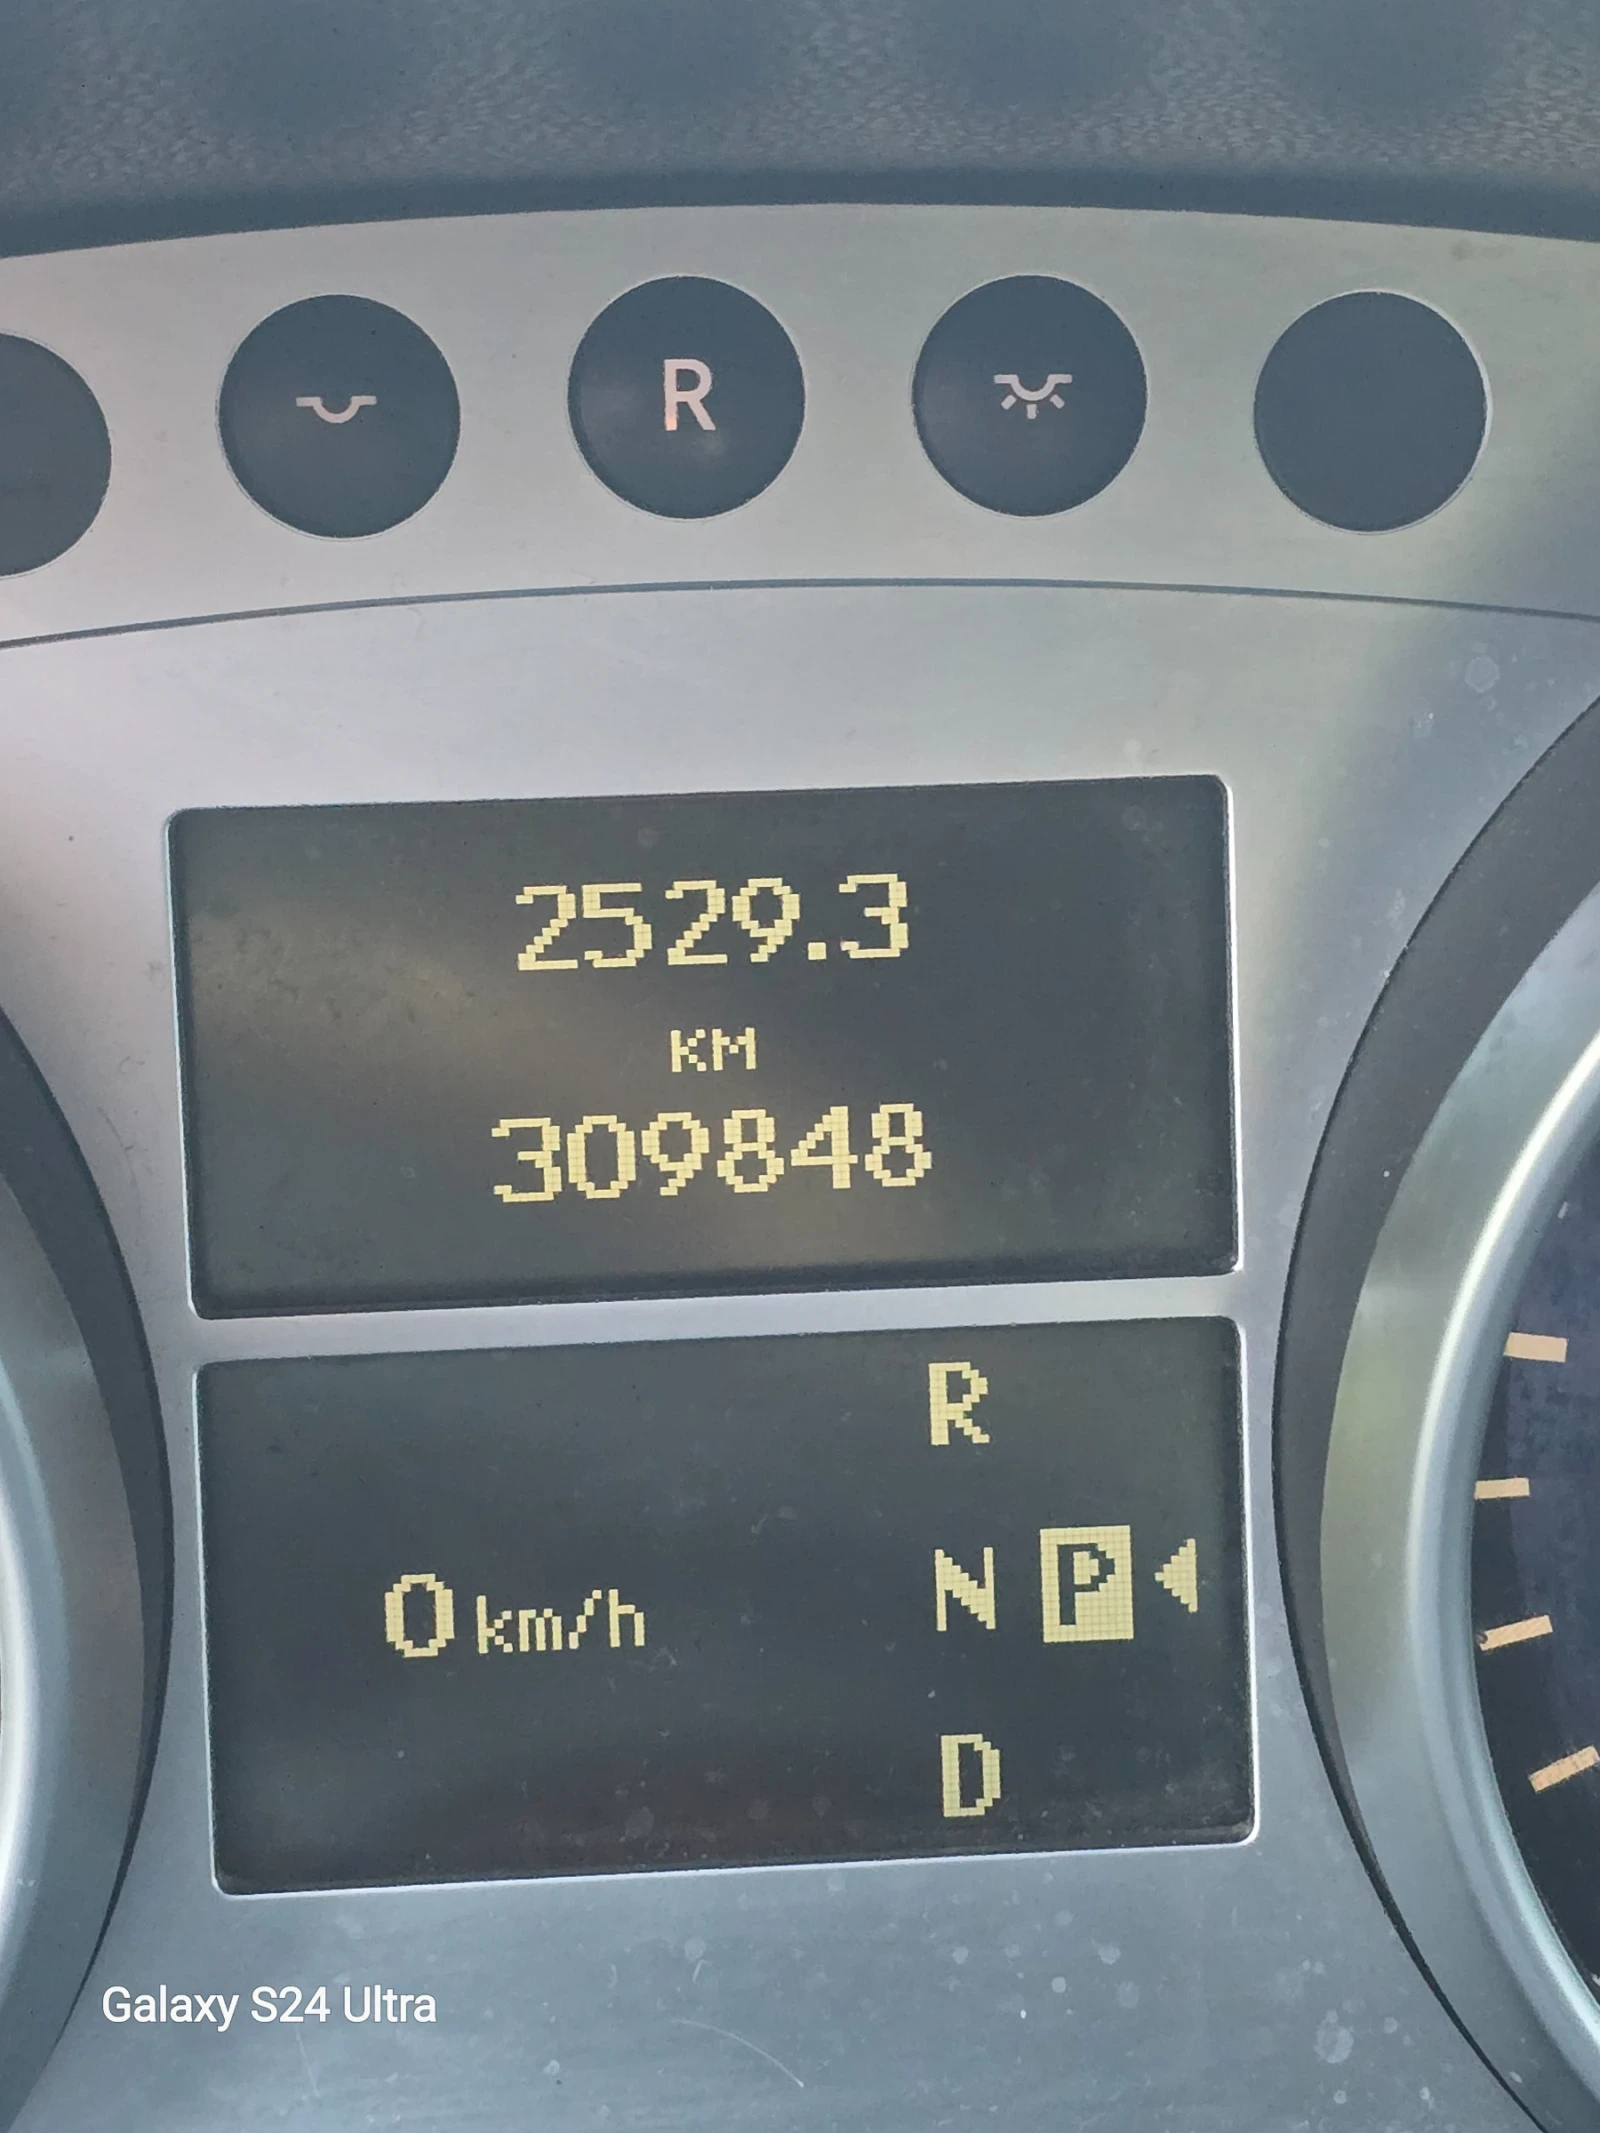 R
2529.3
KM
309848
R
0 km/h N P
D
Galaxy S24 Ultra